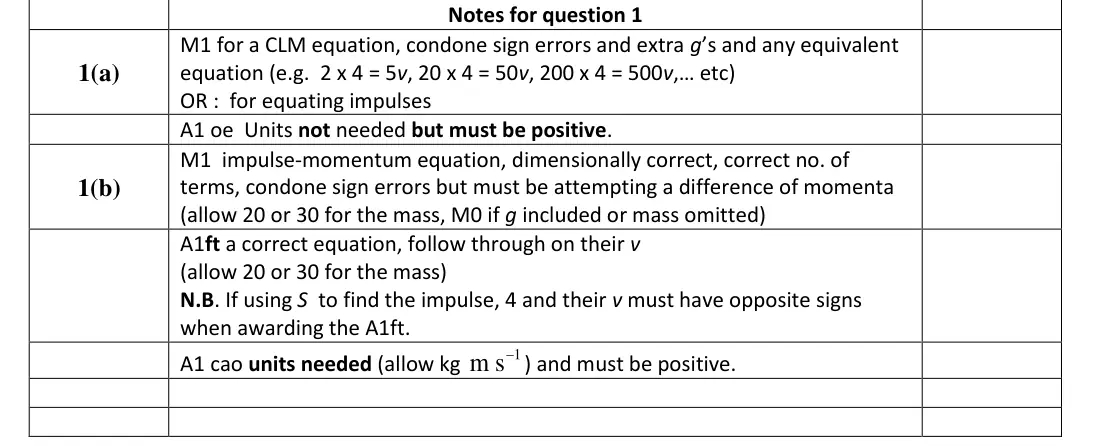 Notes for question 1
1(a)
M1 for a CLM equation, condone sign errors and extra g’s and any equivalent
equation (e.g. 2 x 4 = 5v, 20 x 4 = 50v, 200 x 4 = 500v,… etc)
OR : for equating impulses
A1 oe Units not needed but must be positive.
1(b)
M1 impulse-momentum equation, dimensionally correct, correct no. of
terms, condone sign errors but must be attempting a difference of momenta
(allow 20 or 30 for the mass, M0 if g included or mass omitted)
A1ft a correct equation, follow through on their v
(allow 20 or 30 for the mass)
N.B. If using S to find the impulse, 4 and their v must have opposite signs
when awarding the A1ft.
A1 cao units needed (allow kg m s⁻¹ ) and must be positive.